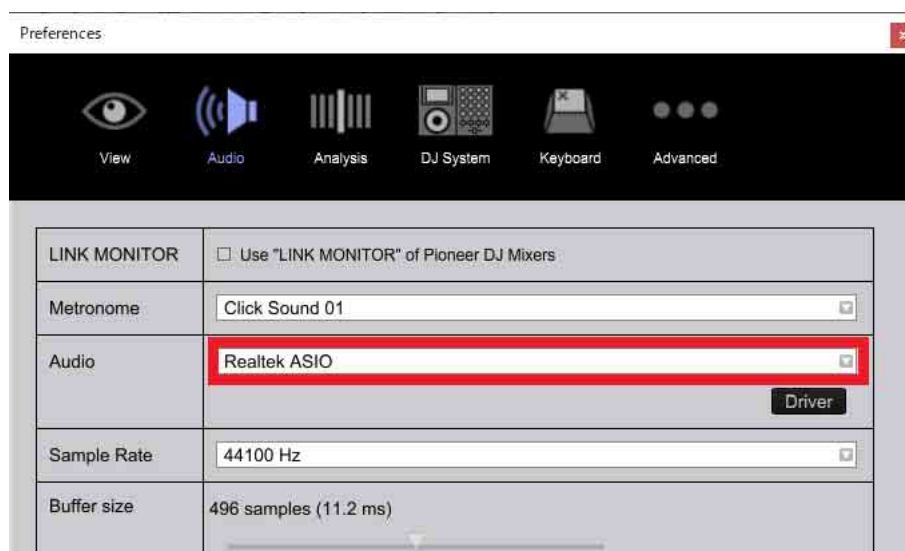 Preferences
View Audio Analysis DJ System Keyboard Advanced
LINK MONITOR Use "LINK MONITOR" of Pioneer DJ Mixers
Metronome Click Sound 01
Audio Realtek ASIO
Driver
Sample Rate 44100 Hz
Buffer size 496 samples (11.2 ms)